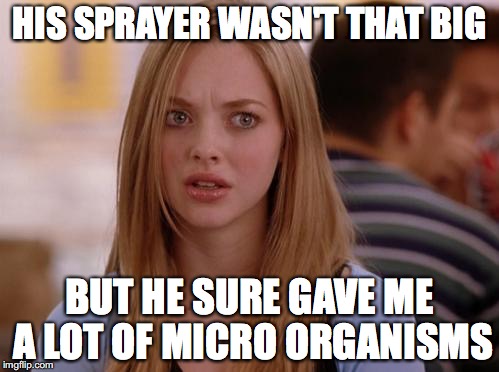 HIS SPRAYER WASN'T THAT BIG
BUT HE SURE GAVE ME
A LOT OF MICRO ORGANISMS
imgflip.com